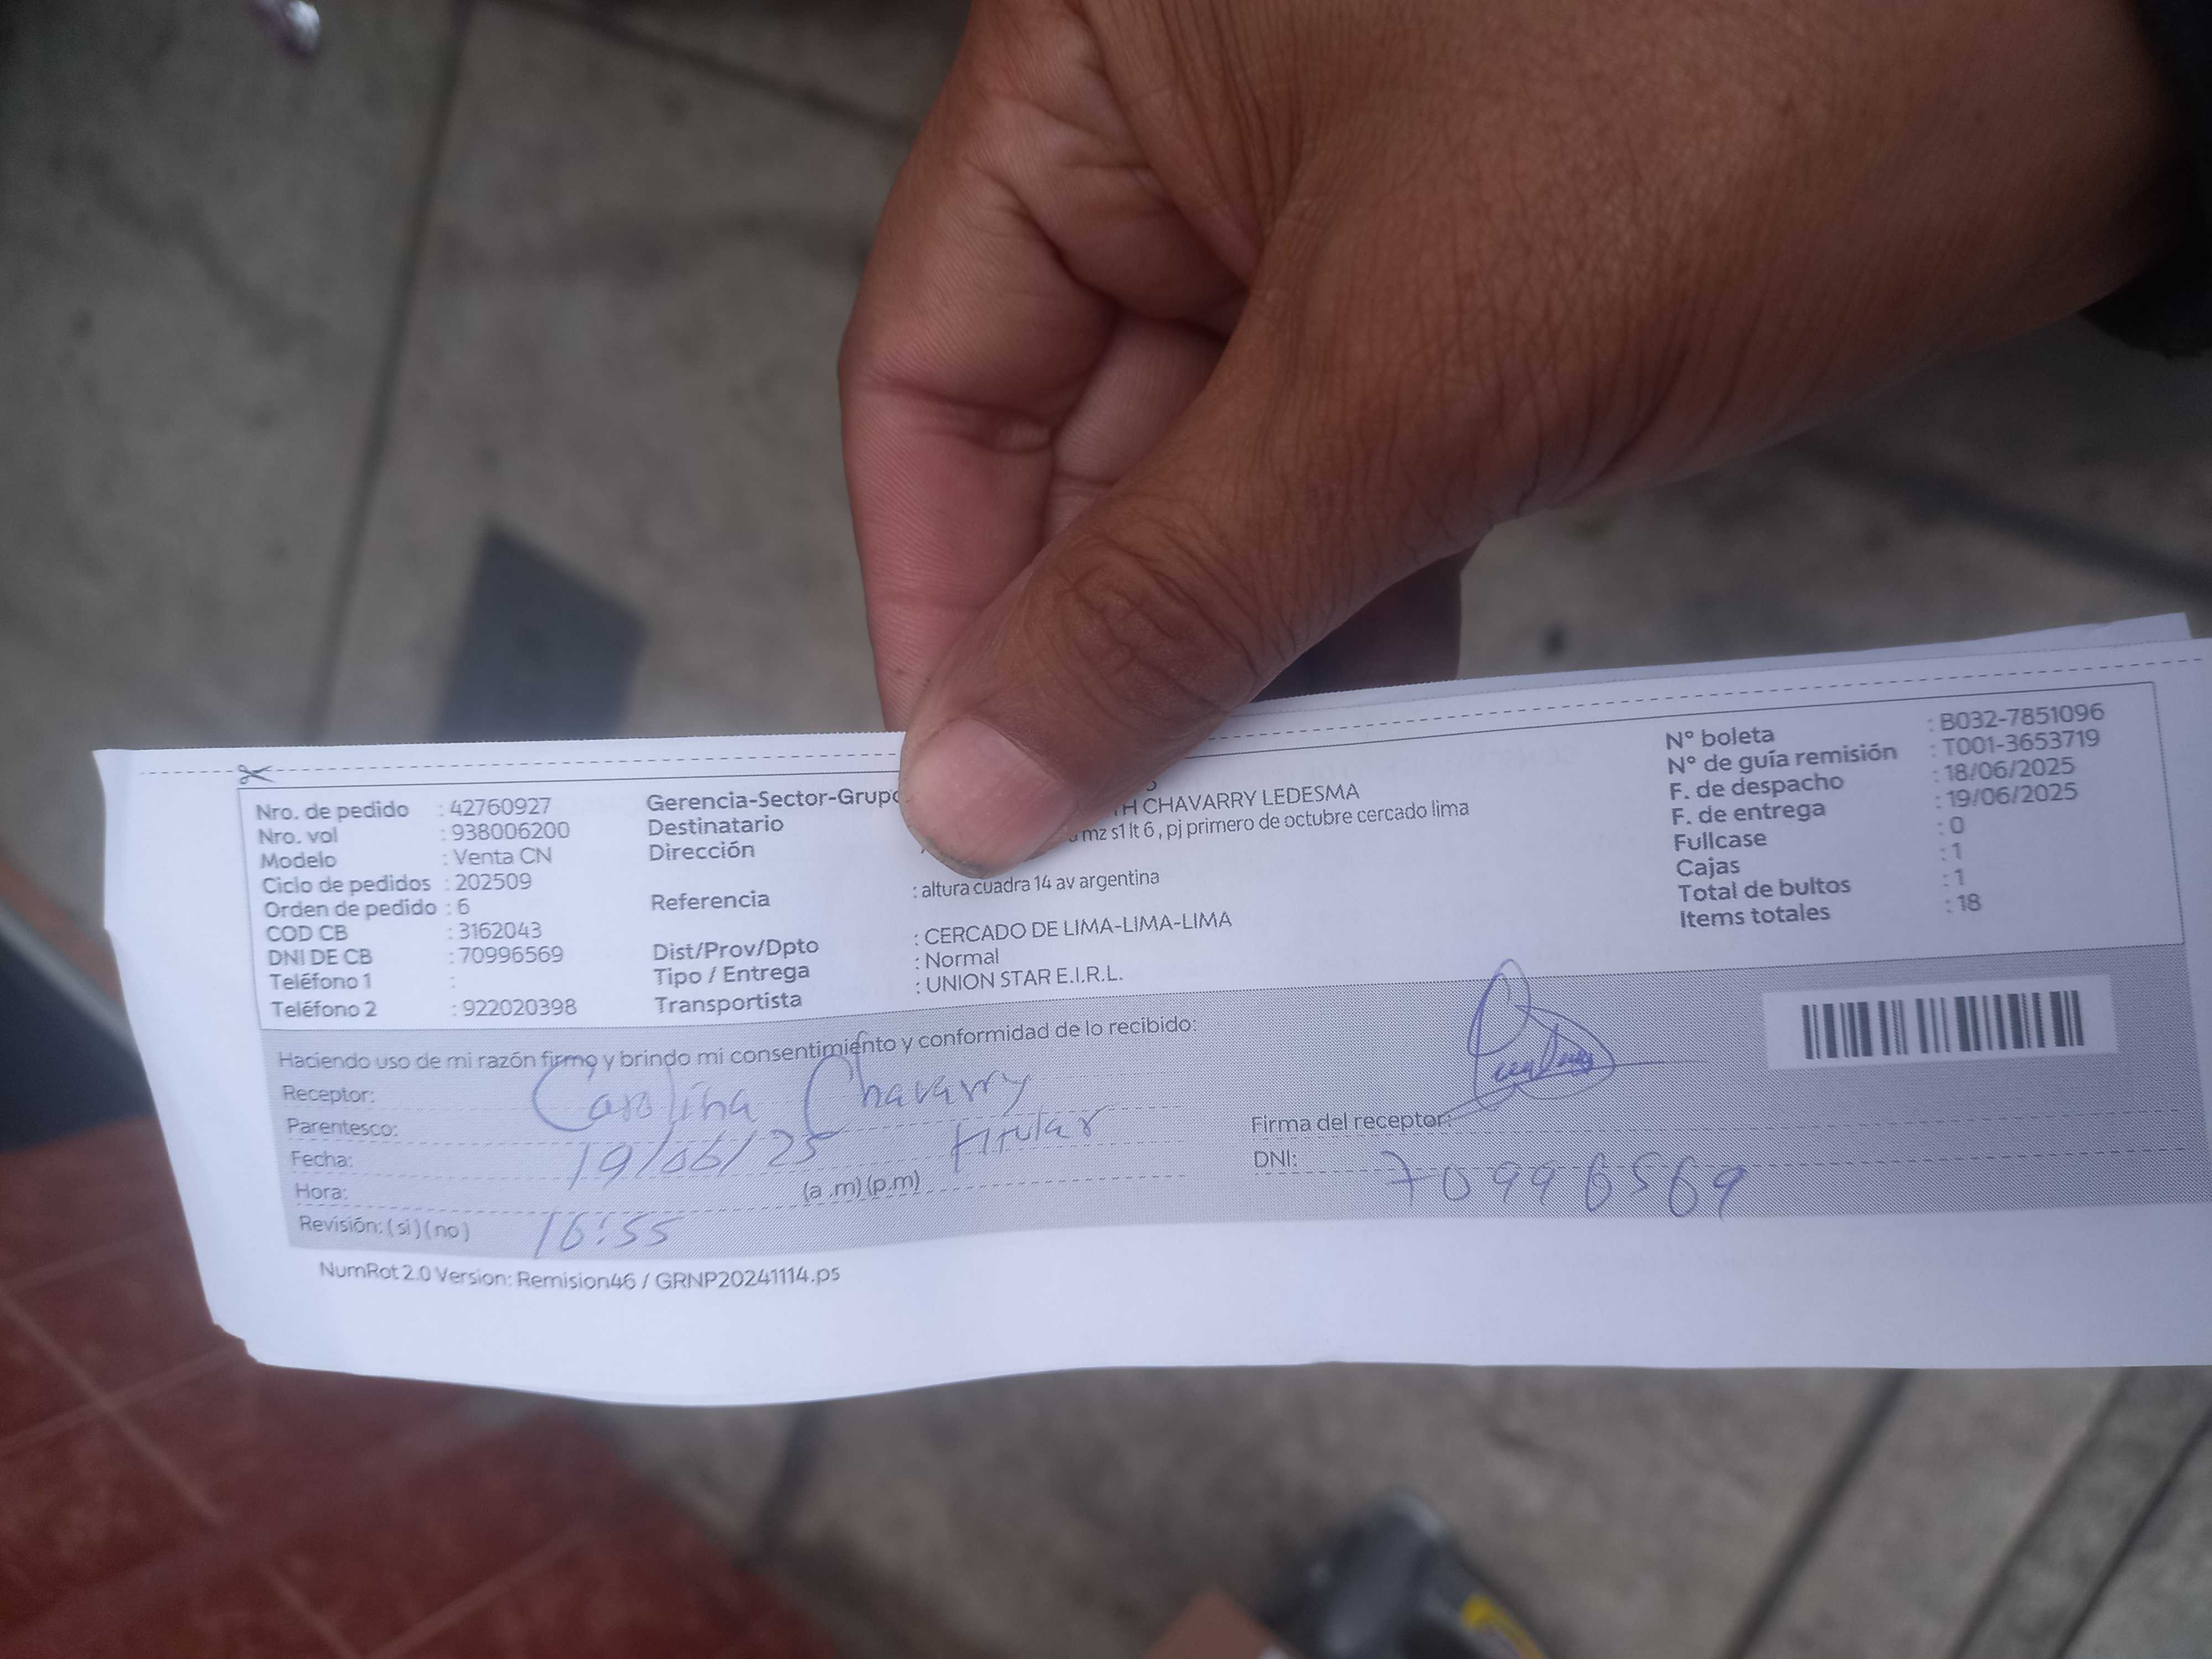 Nro. de pedido : 42760927
Nro. vol : 938006200
Modelo : Venta CN
Ciclo de pedidos : 202509
Orden de pedido : 6
COD CB : 3162043
DNI DE CB : 70996569
Teléfono 1 :
Teléfono 2 : 922020398
Gerencia-Sector-Grupo
Destinatario TH CHAVARRY LEDESMA
Dirección mz s1 lt 6 , pj primero de octubre cercado lima
Referencia : altura cuadra 14 av argentina
Dist/Prov/Dpto : CERCADO DE LIMA-LIMA-LIMA
Tipo / Entrega : Normal
Transportista : UNION STAR E.I.R.L.
N° boleta : B032-7851096
N° de guía remisión : T001-3653719
F. de despacho : 18/06/2025
F. de entrega : 19/06/2025
Fullcase : 0
Cajas : 1
Total de bultos : 1
Items totales : 18
Haciendo uso de mi razón firmo y brindo mi consentimiento y conformidad de lo recibido:
Receptor: Carolina Chavarry
Parentesco: titular
Fecha: 19/06/25
Hora: (a .m) (p.m)
Revisión: ( si ) ( no ) 16:55
Firma del receptor:
DNI: 70996569
NumRot 2.0 Version: Remision46 / GRNP20241114.ps